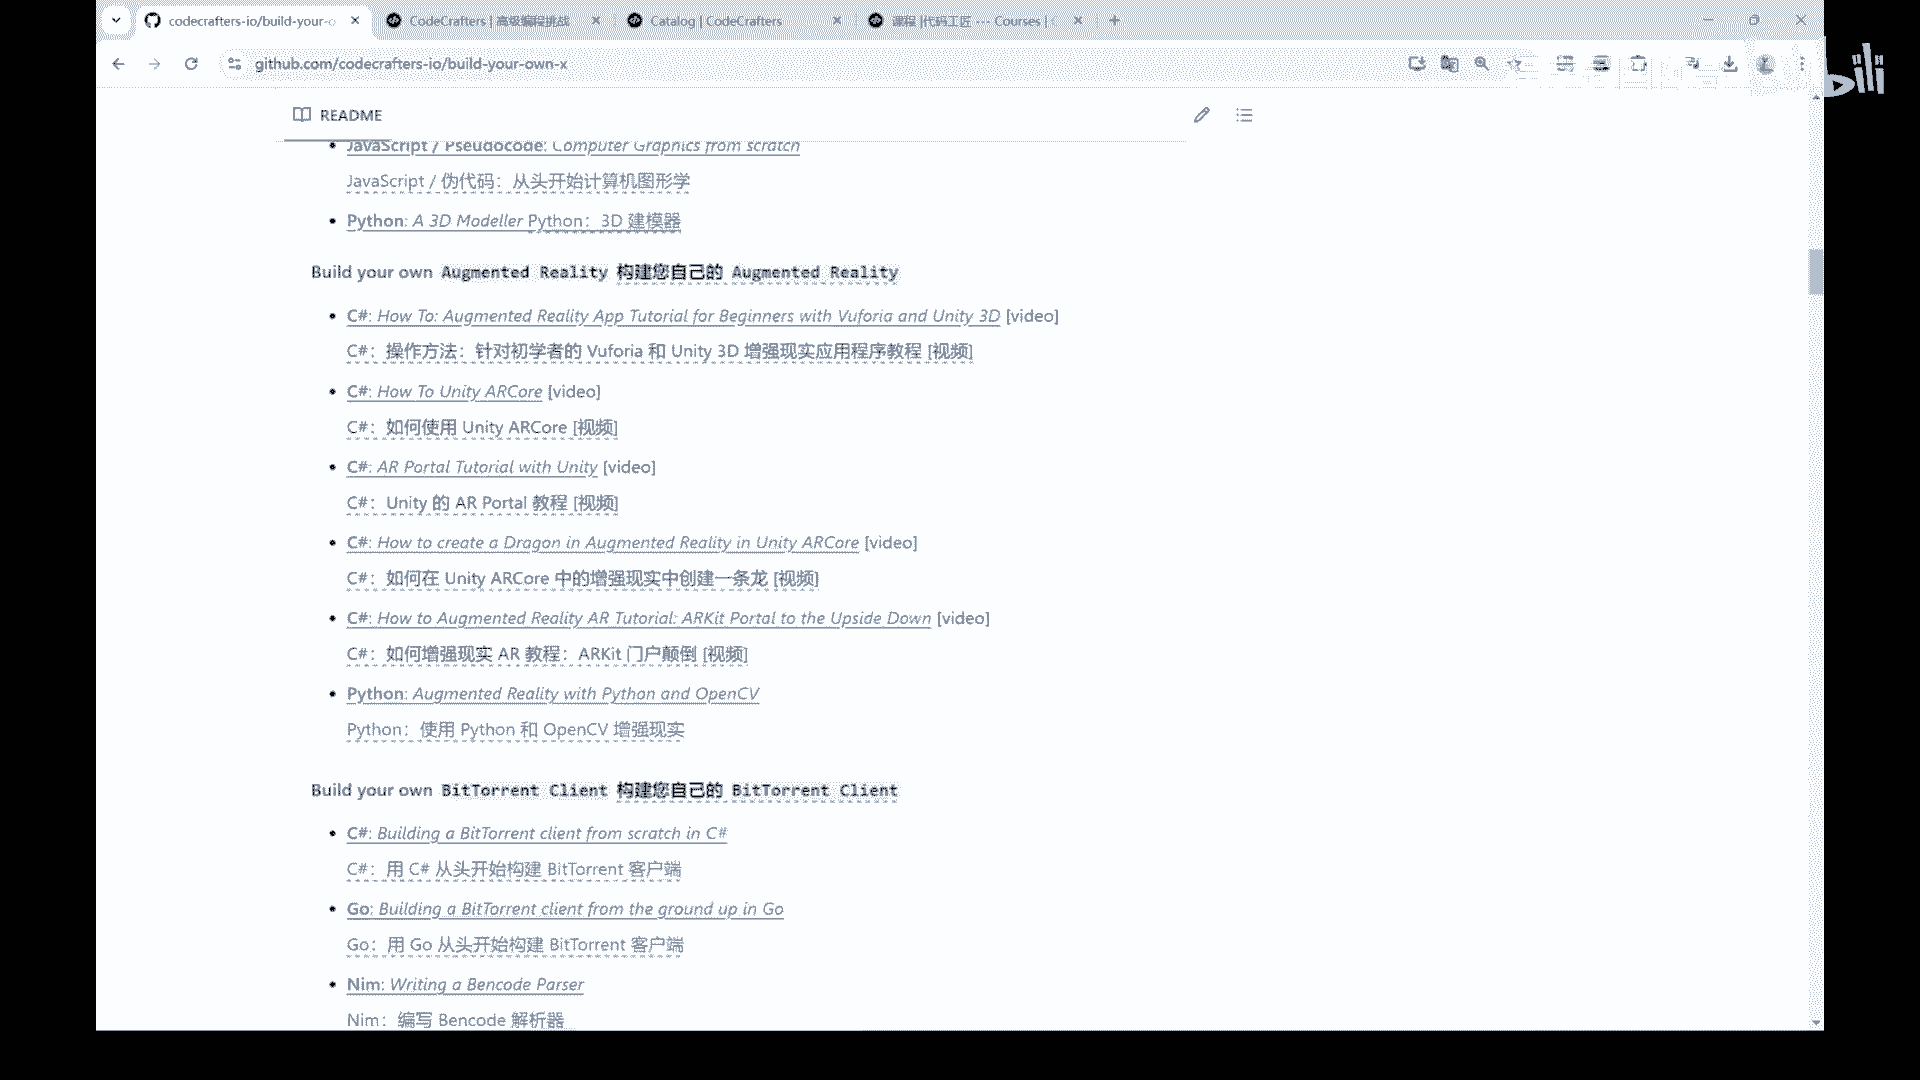 codecrafters-io/build-your-o
CodeCrafters | 高级编程挑战
Catalog | CodeCrafters
课程 |代码工匠 --- Courses | C
github.com/codecrafters-io/build-your-own-x
bili
README
JavaScript / Pseudocode: Computer Graphics from scratch
JavaScript / 伪代码：从头开始计算机图形学
Python: A 3D Modeller Python：3D 建模器
Build your own Augmented Reality 构建您自己的 Augmented Reality
C#: How To: Augmented Reality App Tutorial for Beginners with Vuforia and Unity 3D [video]
C#：操作方法：针对初学者的 Vuforia 和 Unity 3D 增强现实应用程序教程 [视频]
C#: How To Unity ARCore [video]
C#：如何使用 Unity ARCore [视频]
C#: AR Portal Tutorial with Unity [video]
C#：Unity 的 AR Portal 教程 [视频]
C#: How to create a Dragon in Augmented Reality in Unity ARCore [video]
C#：如何在 Unity ARCore 中的增强现实中创建一条龙 [视频]
C#: How to Augmented Reality AR Tutorial: ARKit Portal to the Upside Down [video]
C#：如何增强现实 AR 教程：ARKit 门户颠倒 [视频]
Python: Augmented Reality with Python and OpenCV
Python：使用 Python 和 OpenCV 增强现实
Build your own BitTorrent Client 构建您自己的 BitTorrent Client
C#: Building a BitTorrent client from scratch in C#
C#：用 C# 从头开始构建 BitTorrent 客户端
Go: Building a BitTorrent client from the ground up in Go
Go：用 Go 从头开始构建 BitTorrent 客户端
Nim: Writing a Bencode Parser
Nim：编写 Bencode 解析器